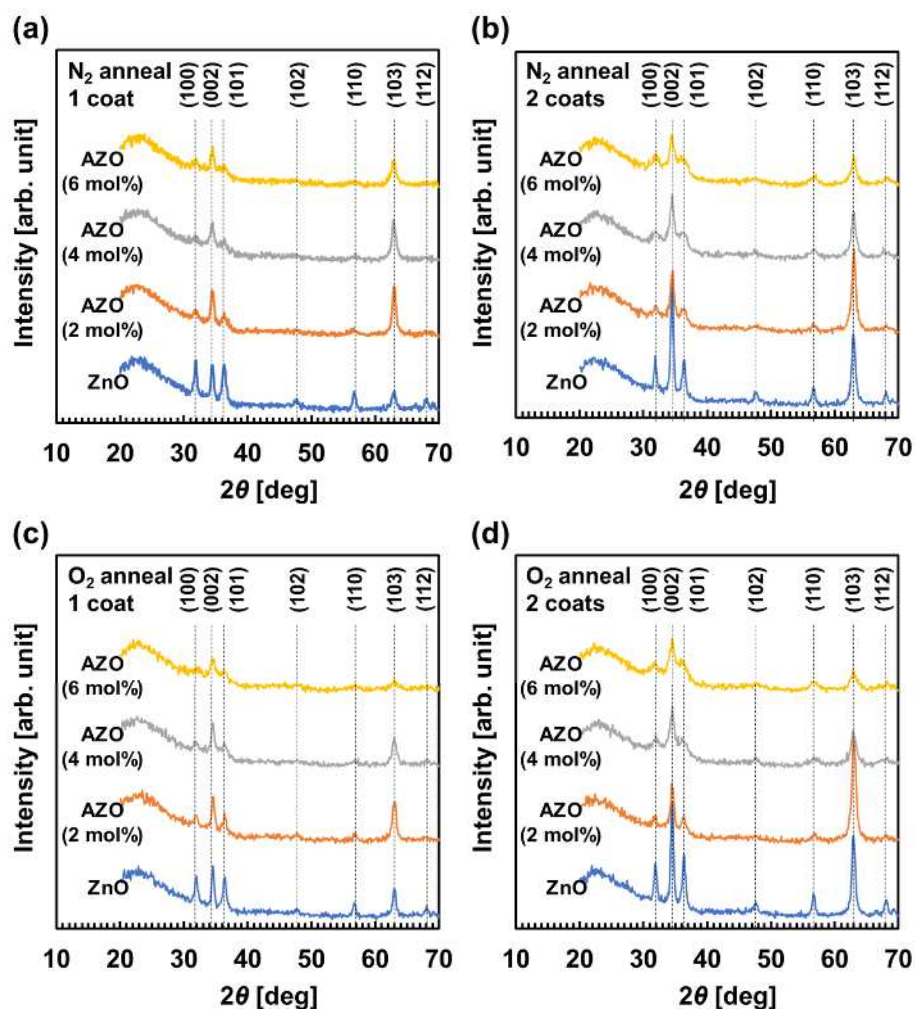 (a)
N₂ anneal
1 coat
(100)
(002)
(101)
(102)
(110)
(103)
(112)
AZO
(6 mol%)
AZO
(4 mol%)
AZO
(2 mol%)
ZnO
Intensity [arb. unit]
10 20 30 40 50 60 70
2θ [deg]
(b)
N₂ anneal
2 coats
(100)
(002)
(101)
(102)
(110)
(103)
(112)
AZO
(6 mol%)
AZO
(4 mol%)
AZO
(2 mol%)
ZnO
Intensity [arb. unit]
10 20 30 40 50 60 70
2θ [deg]
(c)
O₂ anneal
1 coat
(100)
(002)
(101)
(102)
(110)
(103)
(112)
AZO
(6 mol%)
AZO
(4 mol%)
AZO
(2 mol%)
ZnO
Intensity [arb. unit]
10 20 30 40 50 60 70
2θ [deg]
(d)
O₂ anneal
2 coats
(100)
(002)
(101)
(102)
(110)
(103)
(112)
AZO
(6 mol%)
AZO
(4 mol%)
AZO
(2 mol%)
ZnO
Intensity [arb. unit]
10 20 30 40 50 60 70
2θ [deg]